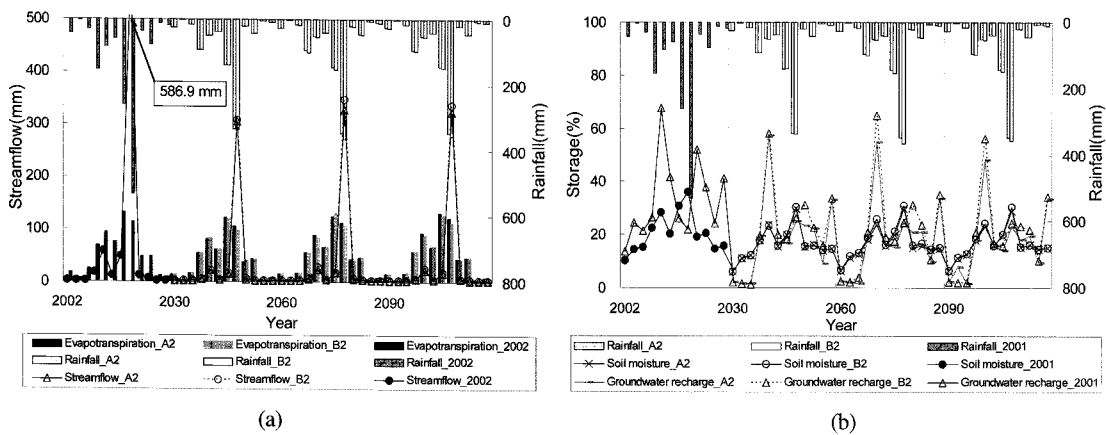 (a)
500
400
300
200
100
0
Streamflow(mm)
586.9 mm
0
200
400
600
800
Rainfall(mm)
2002 2030 2060 2090
Year
Evapotranspiration_A2 Evapotranspiration_B2 Evapotranspiration_2002
Rainfall_A2 Rainfall_B2 Rainfall_2002
Streamflow_A2 Streamflow_B2 Streamflow_2002
(a)
(b)
100
80
60
40
20
0
Storage(%)
0
200
400
600
800
Rainfall(mm)
2002 2030 2060 2090
Year
Rainfall_A2 Rainfall_B2 Rainfall_2001
Soil moisture_A2 Soil moisture_B2 Soil moisture_2001
Groundwater recharge_A2 Groundwater recharge_B2 Groundwater recharge_2001
(b)